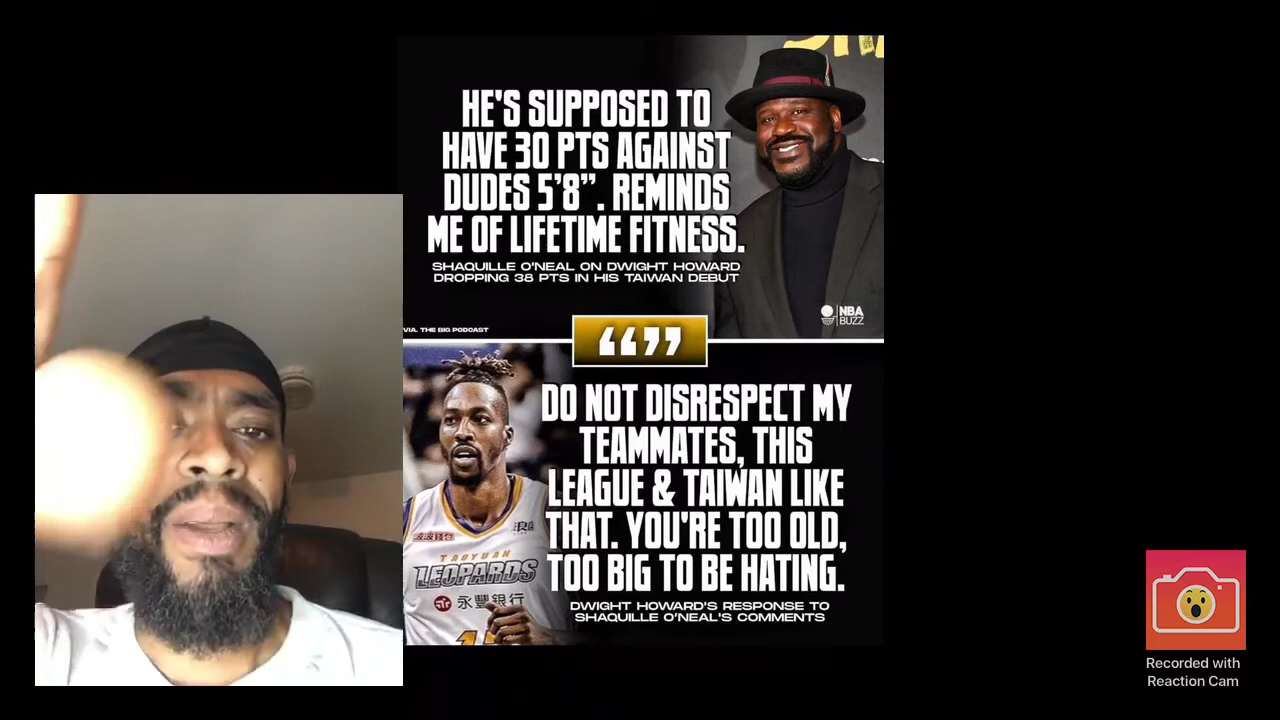 HE'S SUPPOSED TO
HAVE 30 PTS AGAINST
DUDES 5'8”. REMINDS
ME OF LIFETIME FITNESS.
SHAQUILLE O'NEAL ON DWIGHT HOWARD
DROPPING 38 PTS IN HIS TAIWAN DEBUT
NBA
BUZZ
VIA. THE BIG PODCAST
“”
DO NOT DISRESPECT MY
TEAMMATES, THIS
LEAGUE & TAIWAN LIKE
THAT. YOU'RE TOO OLD,
TOO BIG TO BE HATING.
DWIGHT HOWARD'S RESPONSE TO
SHAQUILLE O'NEAL'S COMMENTS
TAOYUAN
LEOPARDS
永豐銀行
Recorded with
Reaction Cam